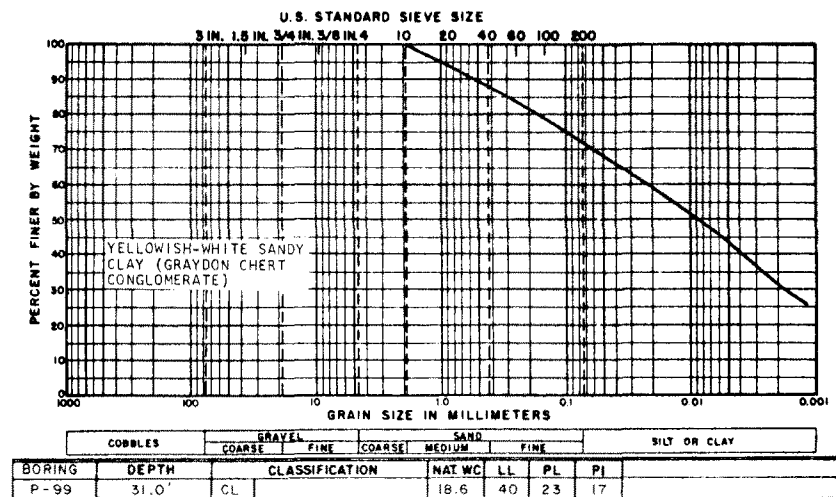 U.S. STANDARD SIEVE SIZE
3 IN. 1.5 IN. 3/4 IN. 3/8 IN. 4 10 20 40 60 100 200
PERCENT FINER BY WEIGHT
100
90
80
70
60
50
40
30
20
10
0
YELLOWISH-WHITE SANDY
CLAY (GRAYDON CHERT
CONGLOMERATE)
1000 100 10 1.0 0.1 0.01 0.001
GRAIN SIZE IN MILLIMETERS
COBBLES GRAVEL SAND SILT OR CLAY
COARSE FINE COARSE MEDIUM FINE
BORING DEPTH CLASSIFICATION NAT. WC LL PL PI
P-99 31.0' CL 18.6 40 23 17